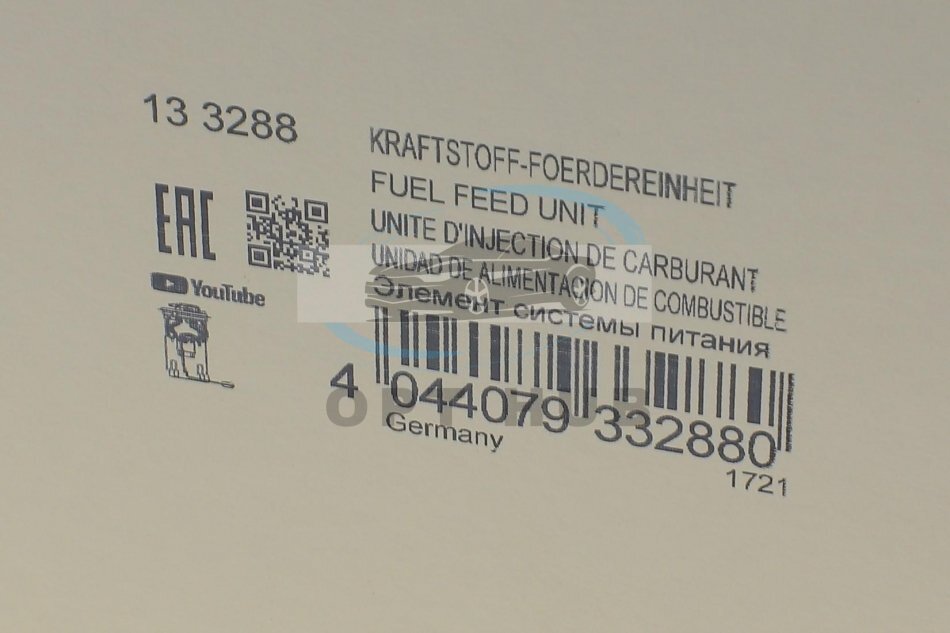 13 3288
KRAFTSTOFF-FOERDEREINHEIT
FUEL FEED UNIT
UNITE D'INJECTION DE CARBURANT
UNIDAD DE ALIMENTACION DE COMBUSTIBLE
Элемент системы питания
EAC
YouTube
4 044079 332880
Germany
1721